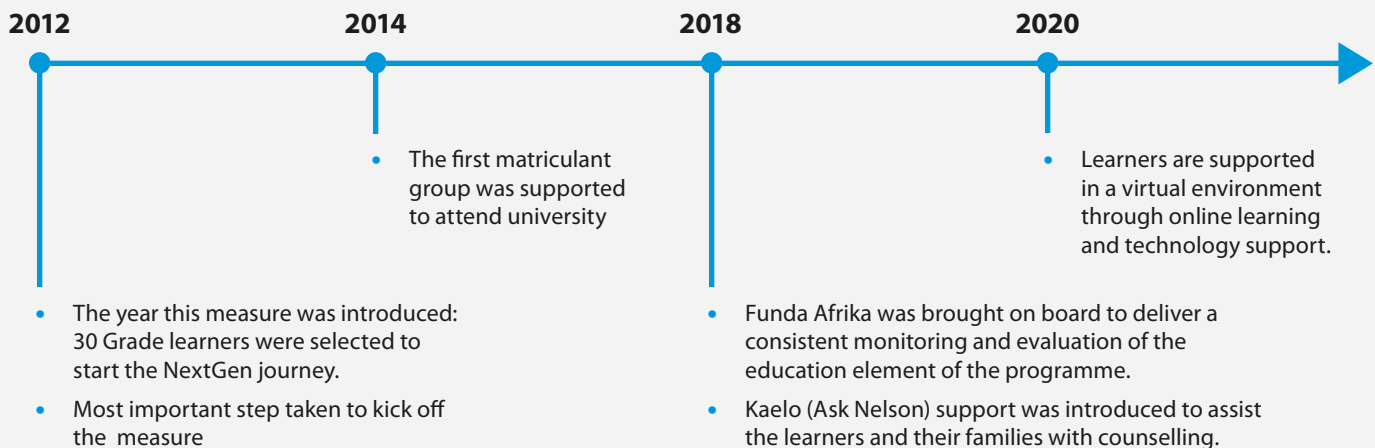 2012
2014
2018
2020
• The first matriculant
group was supported
to attend university
• Learners are supported
in a virtual environment
through online learning
and technology support.
• The year this measure was introduced:
30 Grade learners were selected to
start the NextGen journey.
• Most important step taken to kick off
the measure
• Funda Afrika was brought on board to deliver a
consistent monitoring and evaluation of the
education element of the programme.
• Kaelo (Ask Nelson) support was introduced to assist
the learners and their families with counselling.